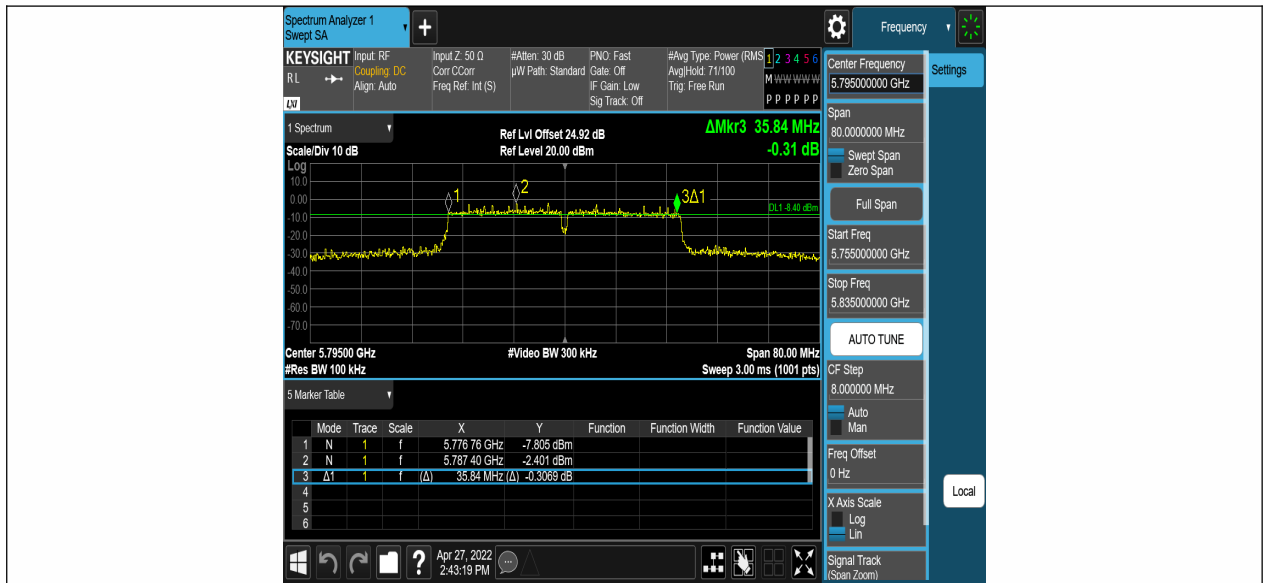 Spectrum Analyzer 1
Swept SA
+
Frequency
KEYSIGHT
RL
LXI
Input: RF
Coupling: DC
Align: Auto
Input Z: 50 Ω
Corr CCorr
Freq Ref: Int (S)
#Atten: 30 dB
µW Path: Standard
PNO: Fast
Gate: Off
IF Gain: Low
Sig Track: Off
#Avg Type: Power (RMS
Avg|Hold: 71/100
Trig: Free Run
1 2 3 4 5 6
M W W W W W
P P P P P P
1 Spectrum
Scale/Div 10 dB
Ref Lvl Offset 24.92 dB
Ref Level 20.00 dBm
ΔMkr3 35.84 MHz
-0.31 dB
Log
10.0
0.00
-10.0
-20.0
-30.0
-40.0
-50.0
-60.0
-70.0
1
2
3Δ1
DL1 -8.40 dBm
Center 5.79500 GHz
#Video BW 300 kHz
Span 80.00 MHz
#Res BW 100 kHz
Sweep 3.00 ms (1001 pts)
5 Marker Table
Mode Trace Scale X Y Function Function Width Function Value
1 N 1 f 5.776 76 GHz -7.805 dBm
2 N 1 f 5.787 40 GHz -2.401 dBm
3 Δ1 1 f (Δ) 35.84 MHz (Δ) -0.3069 dB
4
5
6
?
Apr 27, 2022
2:43:19 PM
Center Frequency
5.795000000 GHz
Settings
Span
80.0000000 MHz
Swept Span
Zero Span
Full Span
Start Freq
5.755000000 GHz
Stop Freq
5.835000000 GHz
AUTO TUNE
CF Step
8.000000 MHz
Auto
Man
Freq Offset
0 Hz
Local
X Axis Scale
Log
Lin
Signal Track
(Span Zoom)